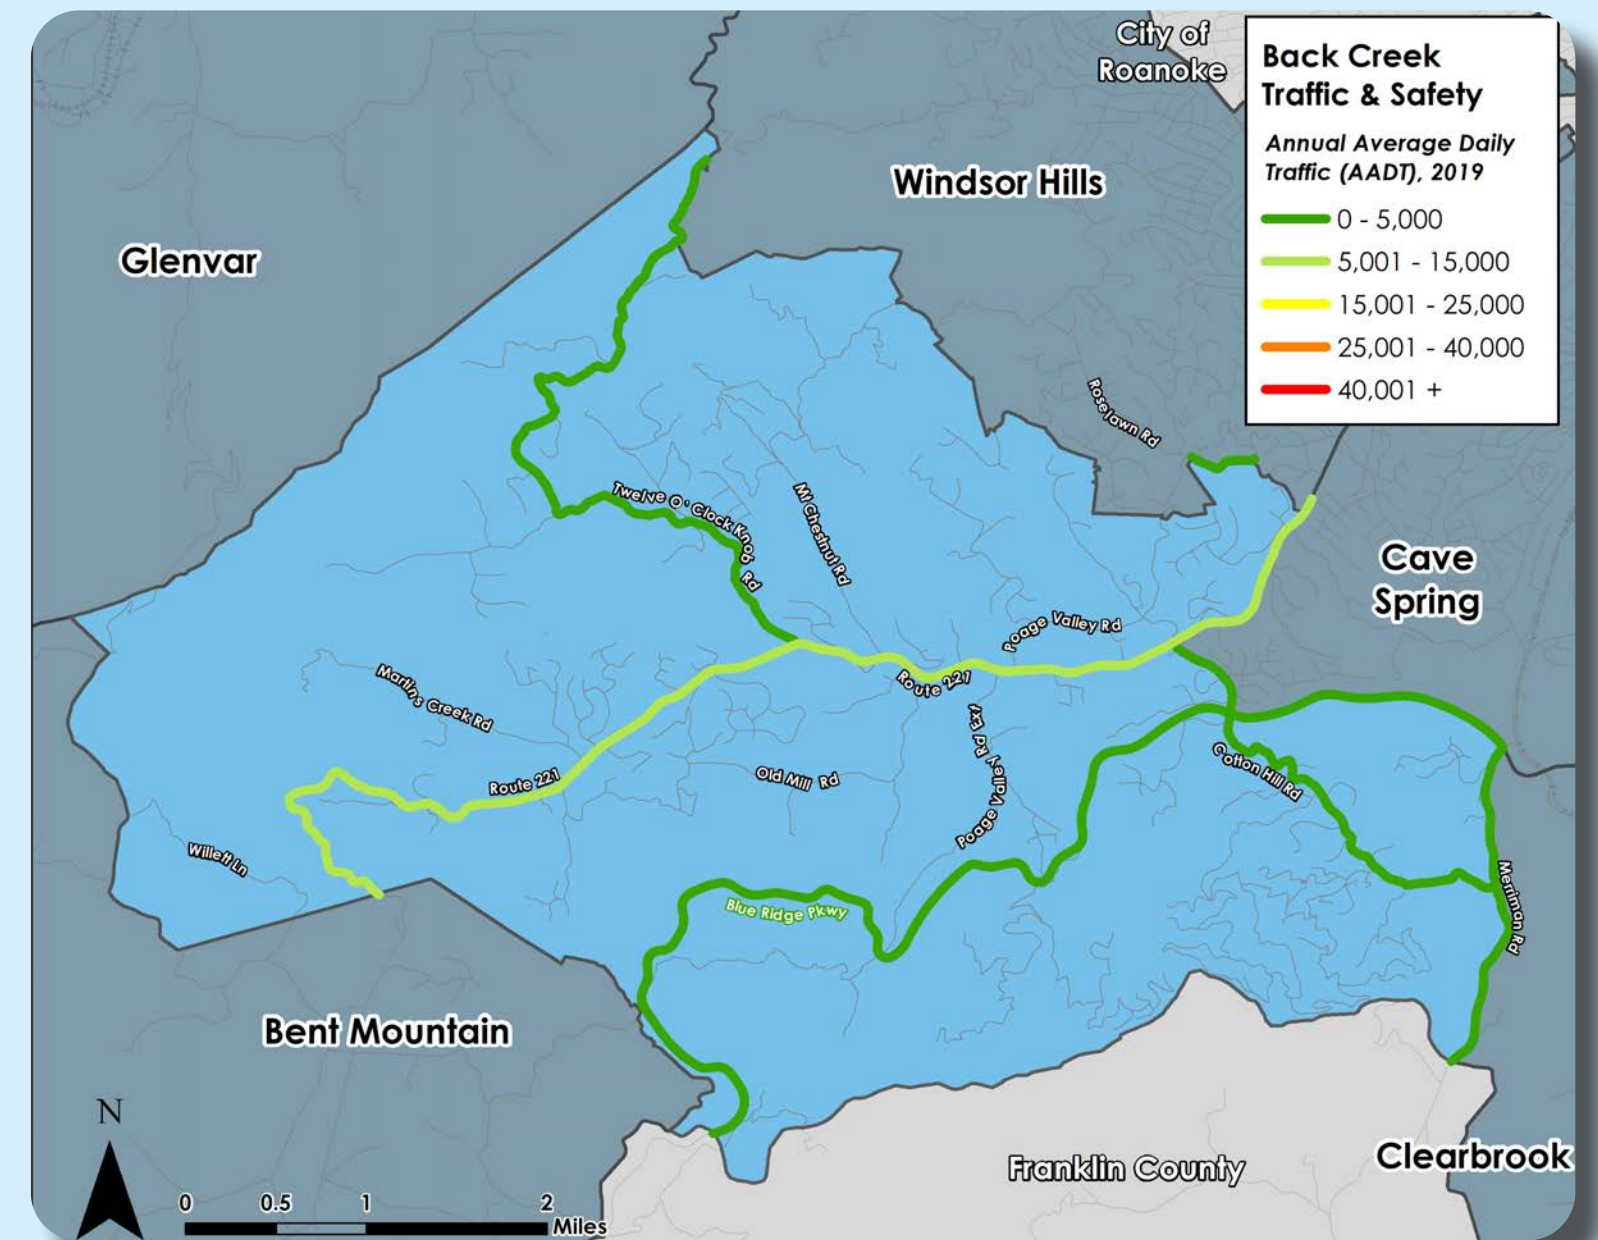 City of
Roanoke
Back Creek
Traffic & Safety
Annual Average Daily
Traffic (AADT), 2019
0 - 5,000
5,001 - 15,000
15,001 - 25,000
25,001 - 40,000
40,001 +
Windsor Hills
Glenvar
Roselawn Rd
Twelve O'Clock Knob Rd
Mt Chestnut Rd
Cave
Spring
Poage Valley Rd
Martins Creek Rd
Route 221
Poage Valley Rd Ext
Route 221
Old Mill Rd
Cotton Hill Rd
Willett Ln
Blue Ridge Pkwy
Merriman Rd
Bent Mountain
N
Franklin County
Clearbrook
0 0.5 1 2
Miles